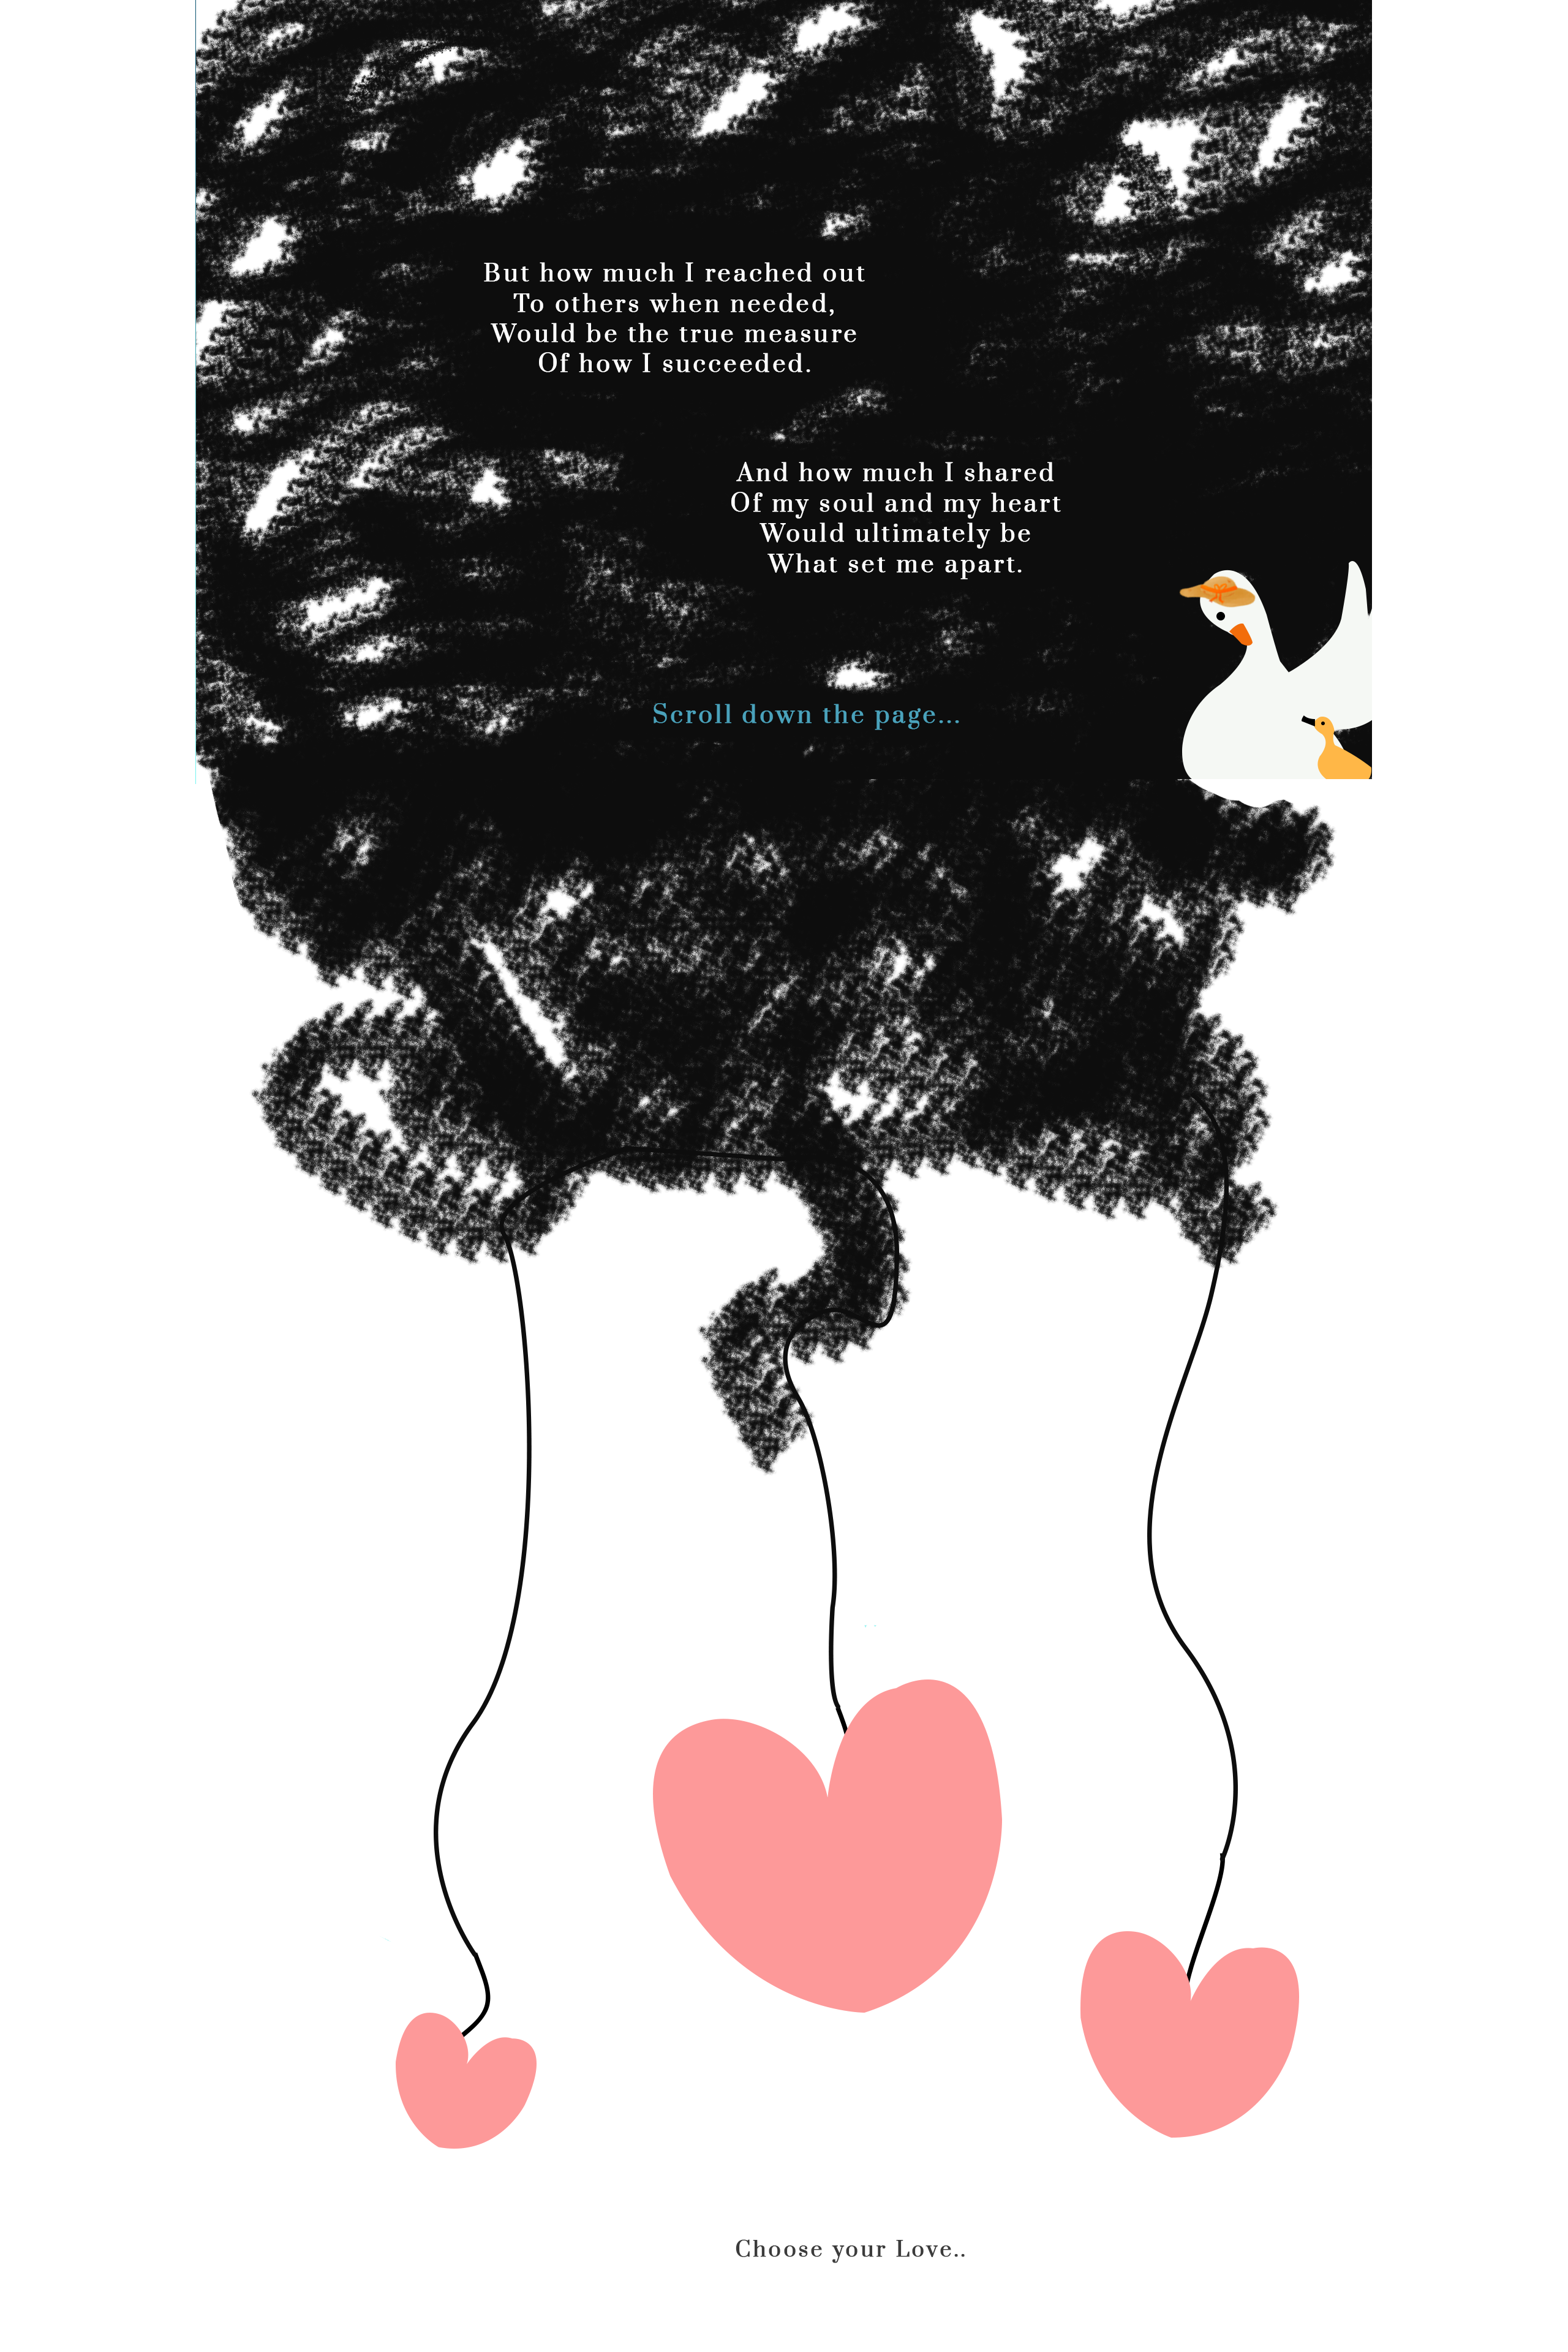 But how much I reached out
To others when needed,
Would be the true measure
Of how I succeeded.
And how much I shared
Of my soul and my heart
Would ultimately be
What set me apart.
Scroll down the page...
Choose your Love..